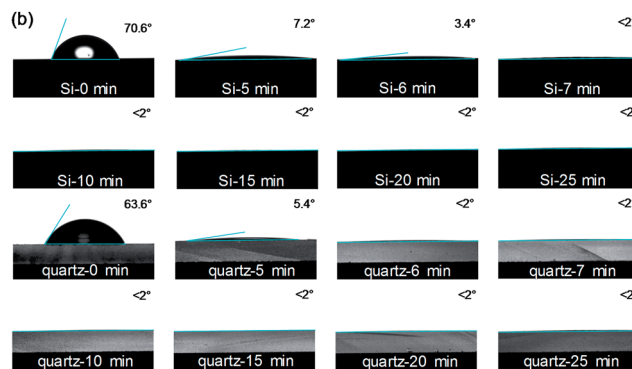 (b)
70.6° 7.2° 3.4° <2
Si-0 min Si-5 min Si-6 min Si-7 min
<2° <2° <2° <2
Si-10 min Si-15 min Si-20 min Si-25 min
63.6° 5.4° <2° <2
quartz-0 min quartz-5 min quartz-6 min quartz-7 min
<2° <2° <2° <2
quartz-10 min quartz-15 min quartz-20 min quartz-25 min